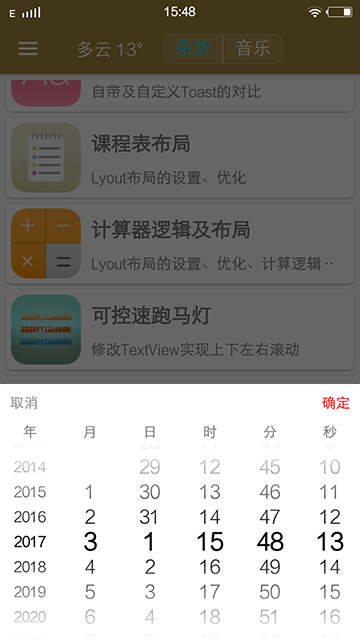 E 15:48
多云 13° 杂货 音乐
Aa
自带及自定义Toast的对比
课程表布局
Lyout布局的设置、优化
计算器逻辑及布局
Lyout布局的设置、优化、计算器逻辑··
可控速跑马灯
修改TextView实现上下左右滚动
取消 确定
年 月 日 时 分 秒
2014 29 12 45 10
2015 1 30 13 46 11
2016 2 31 14 47 12
2017 3 1 15 48 13
2018 4 2 16 49 14
2019 5 3 17 50 15
2020 6 4 18 51 16